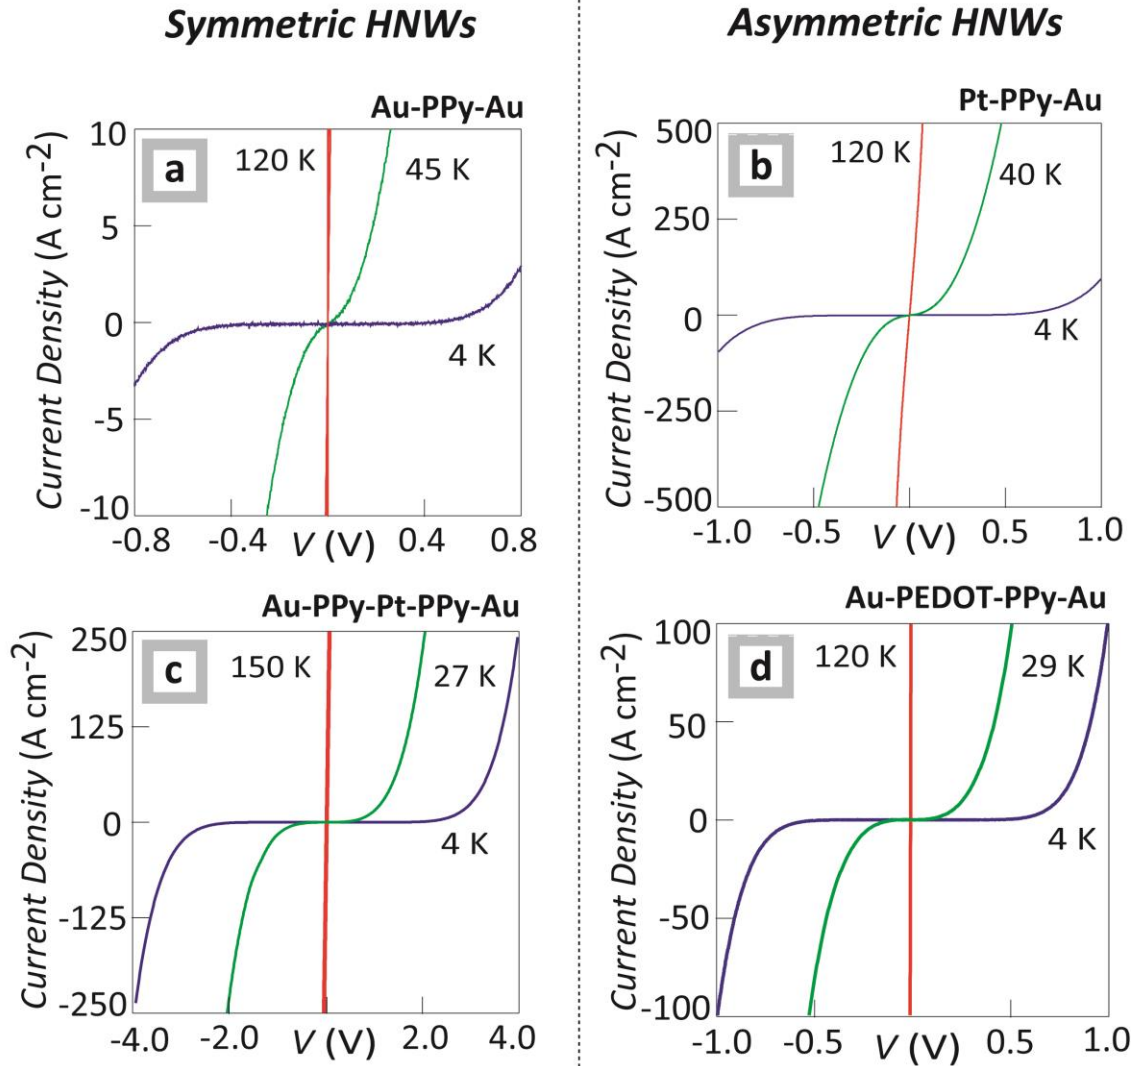 Symmetric HNWs
Asymmetric HNWs
Au-PPy-Au
a
120 K
45 K
4 K
Current Density (A cm-2)
10
5
0
-5
-10
-0.8
-0.4
V (V)
0.4
0.8
Pt-PPy-Au
b
120 K
40 K
4 K
Current Density (A cm-2)
500
250
0
-250
-500
-1.0
-0.5
V (V)
0.5
1.0
Au-PPy-Pt-PPy-Au
c
150 K
27 K
4 K
Current Density (A cm-2)
250
125
0
-125
-250
-4.0
-2.0
V (V)
2.0
4.0
Au-PEDOT-PPy-Au
d
120 K
29 K
4 K
Current Density (A cm-2)
100
50
0
-50
-100
-1.0
-0.5
V (V)
0.5
1.0